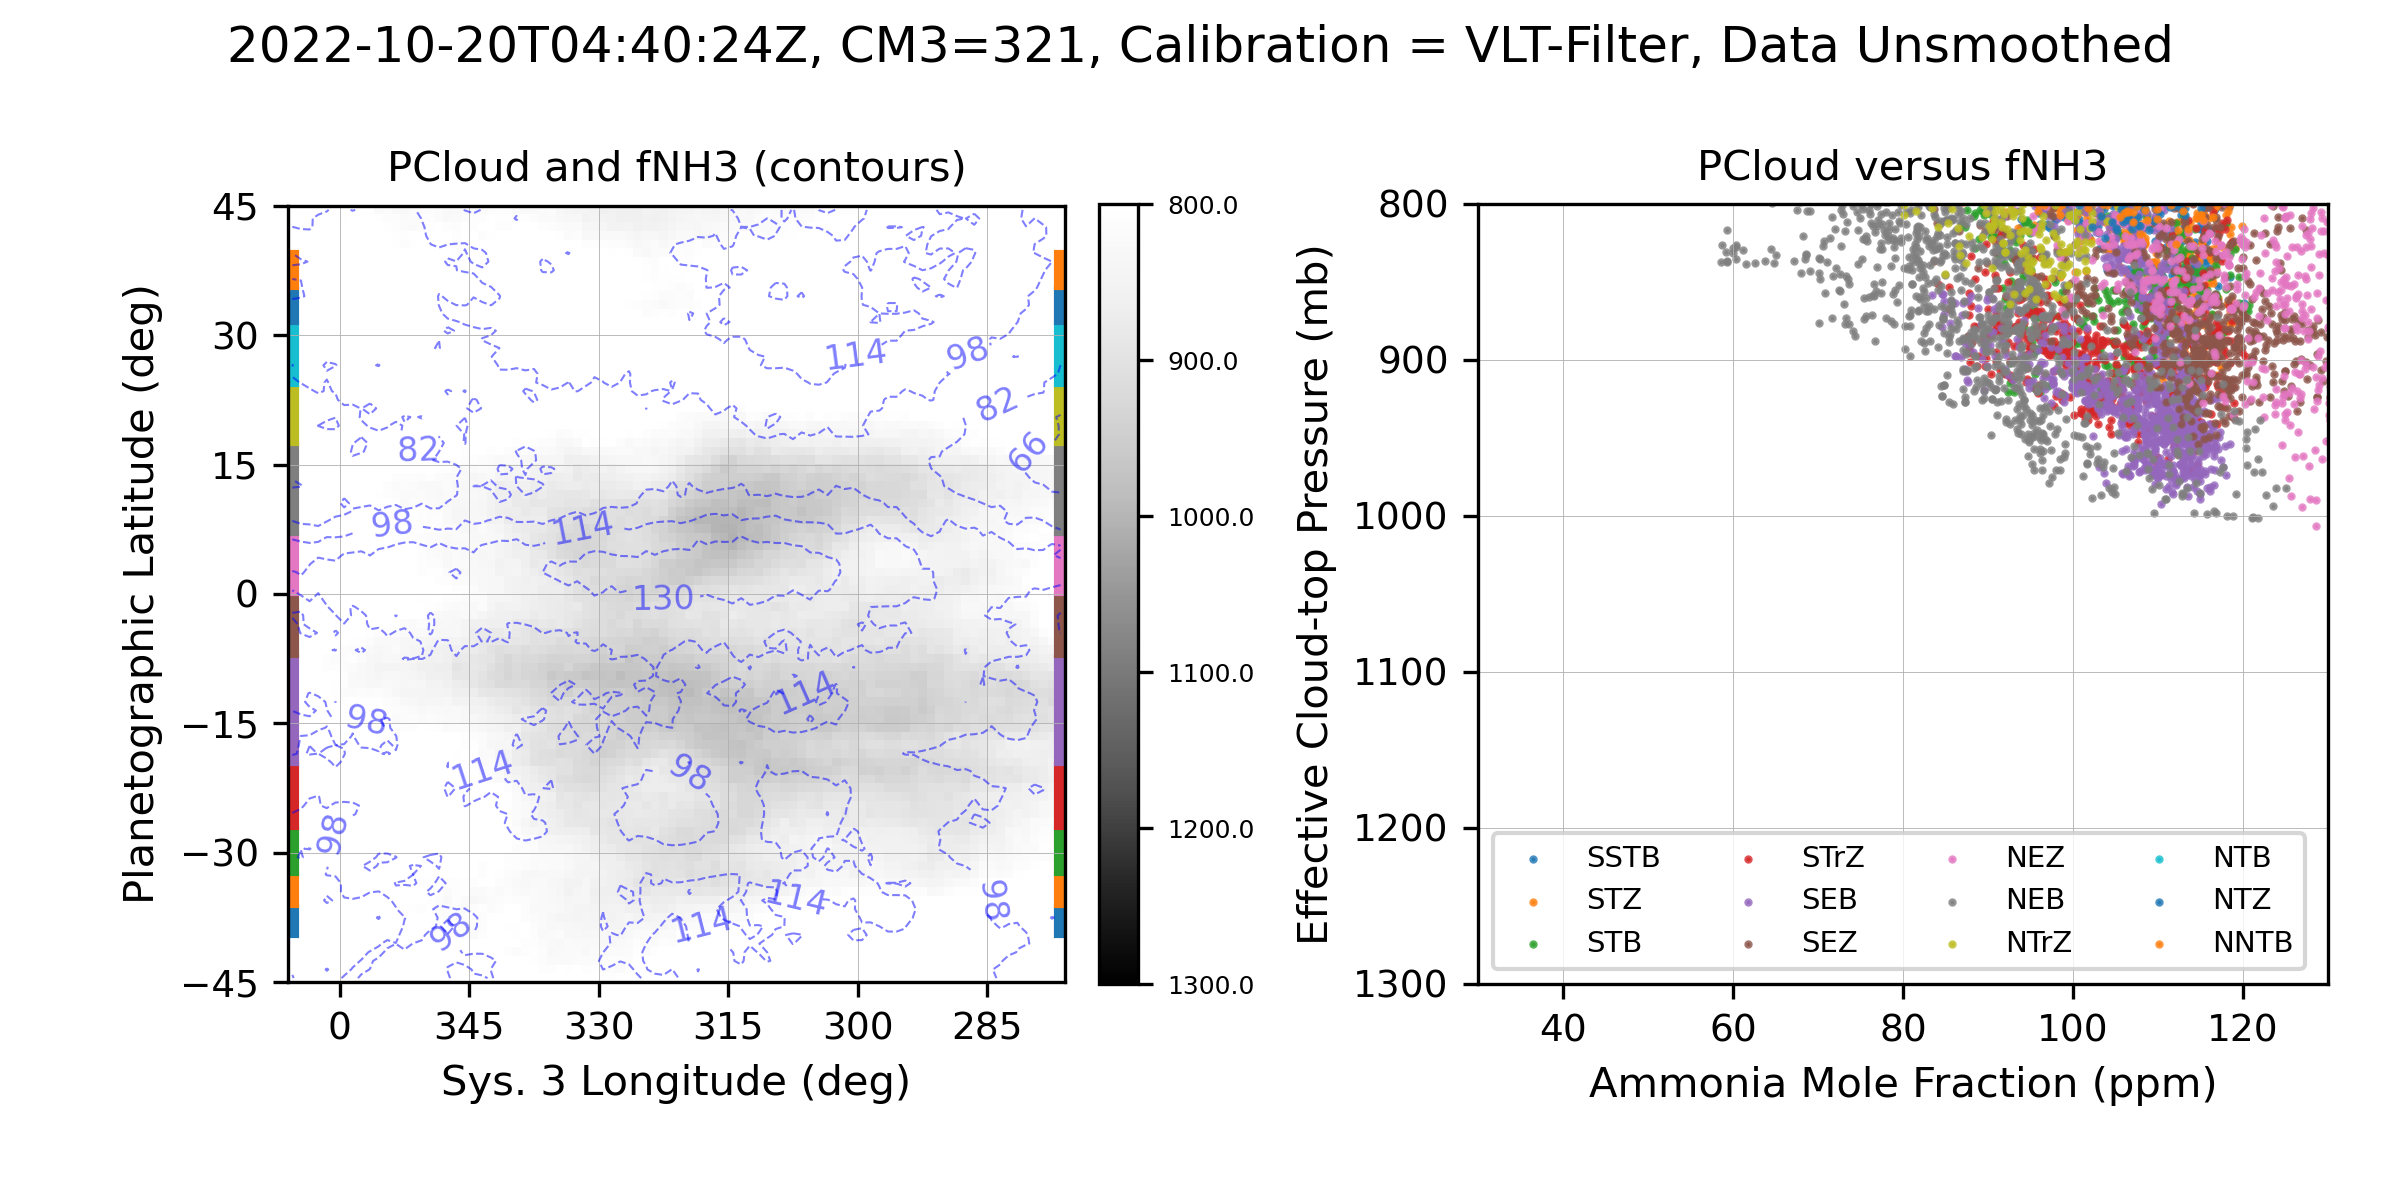 2022-10-20T04:40:24Z, CM3=321, Calibration = VLT-Filter, Data Unsmoothed
PCloud and fNH3 (contours)
45
30
15
0
−15
−30
−45
Planetographic Latitude (deg)
0
345
330
315
300
285
Sys. 3 Longitude (deg)
114
98
82
82
66
98
114
130
114
98
114
98
98
114
114
98
98
800.0
900.0
1000.0
1100.0
1200.0
1300.0
PCloud versus fNH3
800
900
1000
1100
1200
1300
Effective Cloud-top Pressure (mb)
SSTB
STZ
STB
STrZ
SEB
SEZ
NEZ
NEB
NTrZ
NTB
NTZ
NNTB
40
60
80
100
120
Ammonia Mole Fraction (ppm)